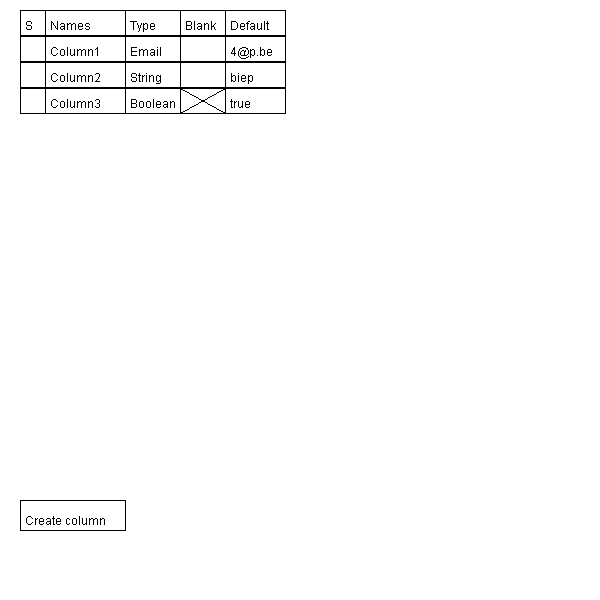 S Names Type Blank Default
Column1 Email 4@p.be
Column2 String biep
Column3 Boolean true
Create column